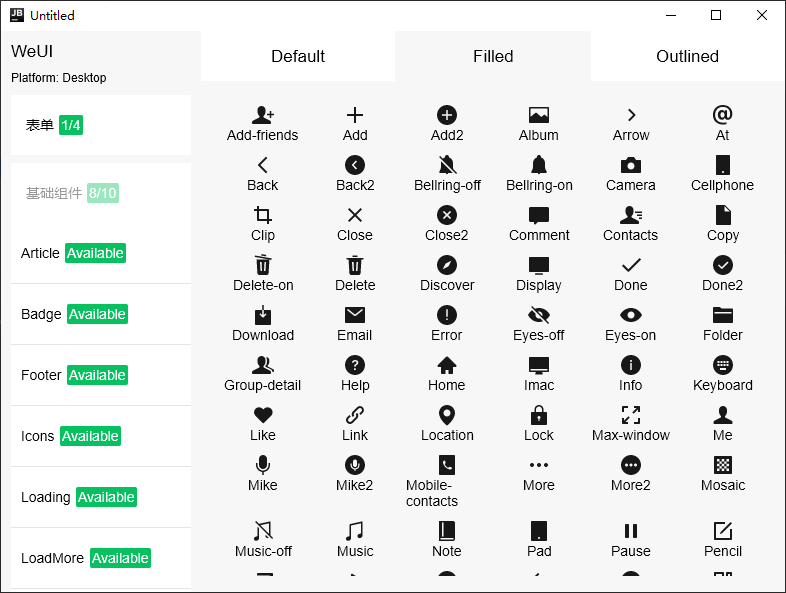 JB Untitled
WeUI
Platform: Desktop
表单 1/4
基础组件 8/10
Article Available
Badge Available
Footer Available
Icons Available
Loading Available
LoadMore Available
Default Filled Outlined
Add-friends Add Add2 Album Arrow At
Back Back2 Bellring-off Bellring-on Camera Cellphone
Clip Close Close2 Comment Contacts Copy
Delete-on Delete Discover Display Done Done2
Download Email Error Eyes-off Eyes-on Folder
Group-detail Help Home Imac Info Keyboard
Like Link Location Lock Max-window Me
Mike Mike2 Mobile- More More2 Mosaic
contacts
Music-off Music Note Pad Pause Pencil